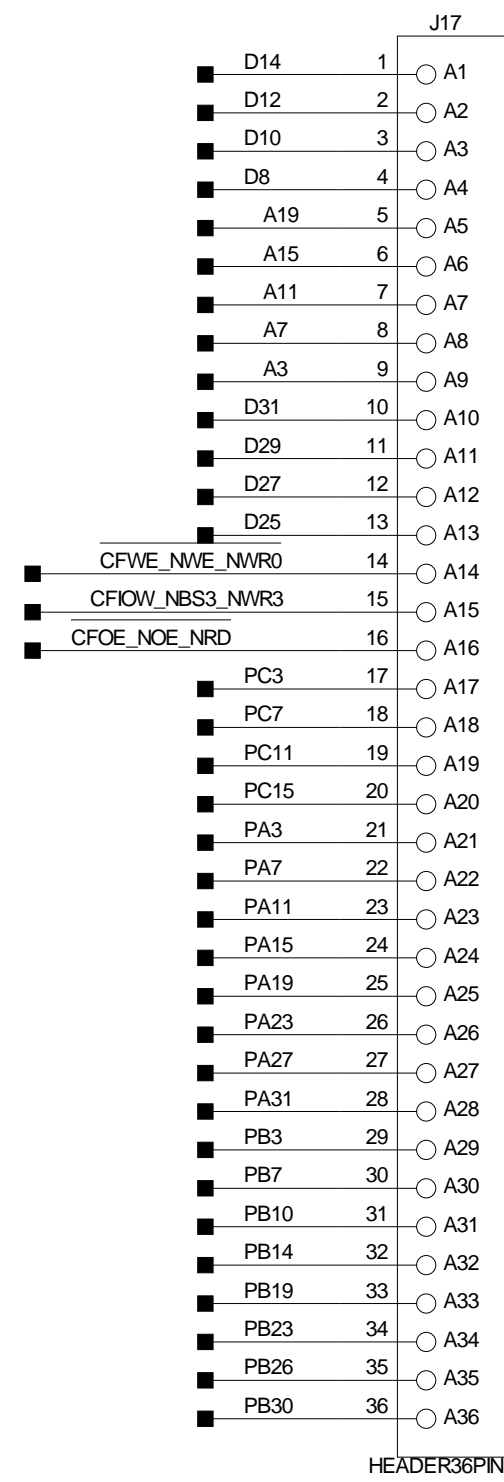 J17
D14 1 A1
D12 2 A2
D10 3 A3
D8 4 A4
A19 5 A5
A15 6 A6
A11 7 A7
A7 8 A8
A3 9 A9
D31 10 A10
D29 11 A11
D27 12 A12
D25 13 A13
CFWE_NWE_NWR0 14 A14
CFIOW_NBS3_NWR3 15 A15
CFOE_NOE_NRD 16 A16
PC3 17 A17
PC7 18 A18
PC11 19 A19
PC15 20 A20
PA3 21 A21
PA7 22 A22
PA11 23 A23
PA15 24 A24
PA19 25 A25
PA23 26 A26
PA27 27 A27
PA31 28 A28
PB3 29 A29
PB7 30 A30
PB10 31 A31
PB14 32 A32
PB19 33 A33
PB23 34 A34
PB26 35 A35
PB30 36 A36
HEADER36PIN